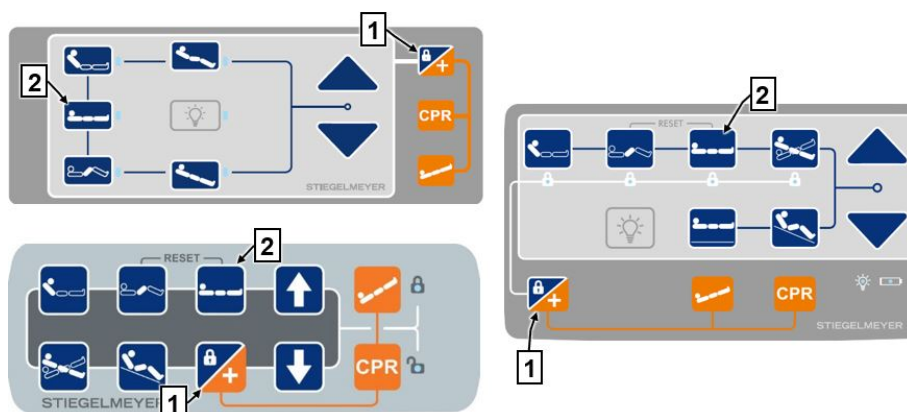 1
2
+
CPR
STIEGELMEYER
RESET
2
+
CPR
STIEGELMEYER
1
2
RESET
+
CPR
STIEGELMEYER
1